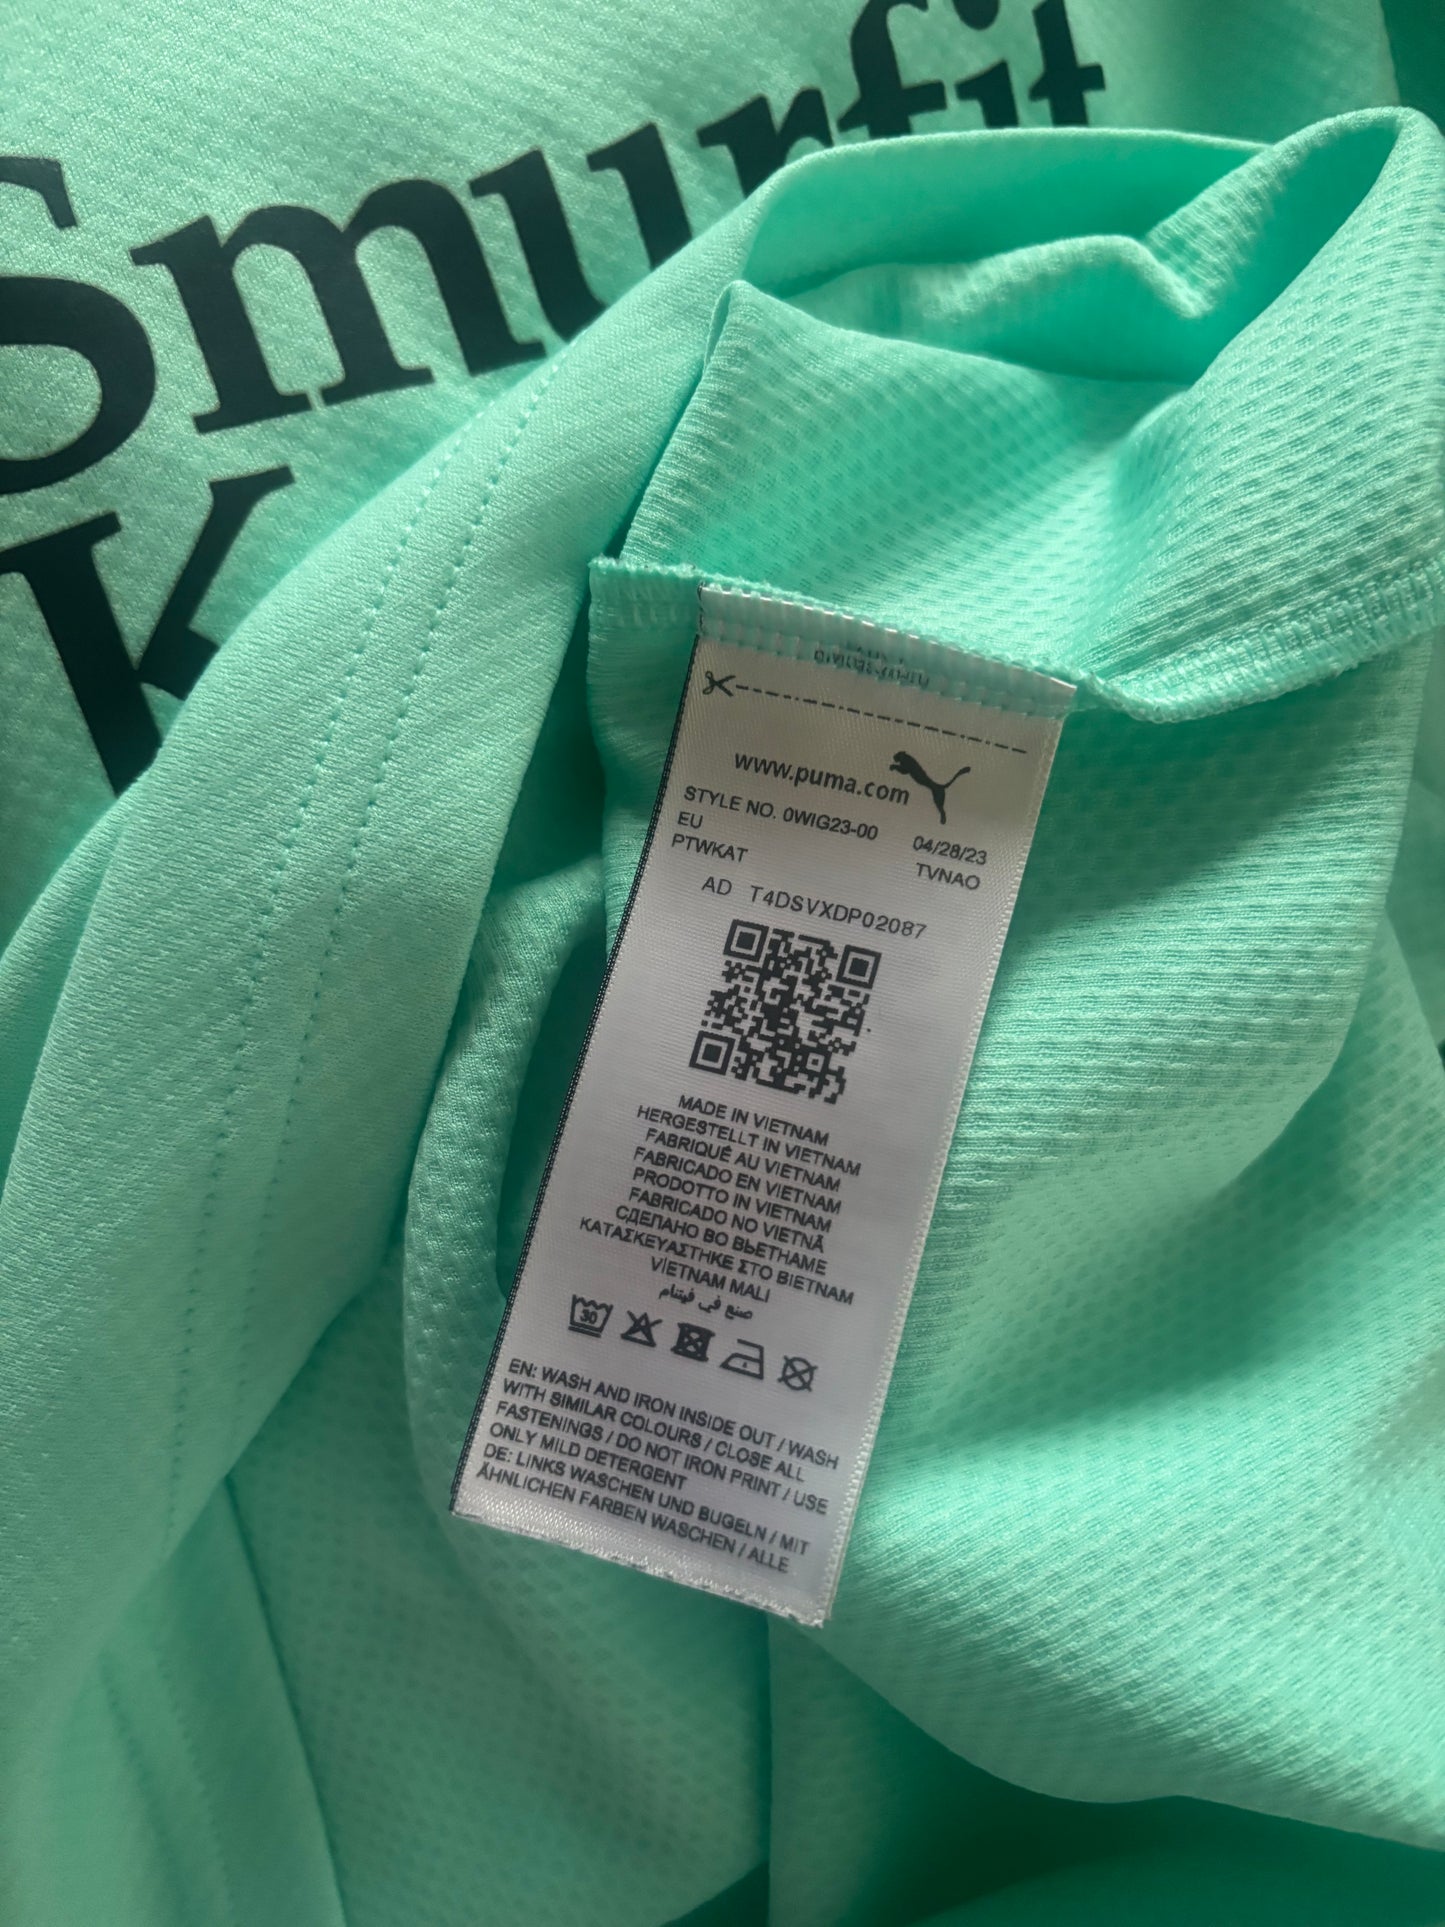 Smurfit
K
www.puma.com
STYLE NO. 0WIG23-00 04/28/23
EU TVNAO
PTWKAT
AD T4DSVXDP02087
MADE IN VIETNAM
HERGESTELLT IN VIETNAM
FABRIQUÉ AU VIETNAM
FABRICADO EN VIETNAM
PRODOTTO IN VIETNAM
FABRICADO NO VIETNÃ
СДЕЛАНО ВО ВЬЕТНАМЕ
ΚΑΤΑΣΚΕΥΑΣΤΗΚΕ ΣΤΟ ΒΙΕΤΝΑΜ
VIETNAM MALI
صنع في فيتنام
30
EN: WASH AND IRON INSIDE OUT / WASH
WITH SIMILAR COLOURS / CLOSE ALL
FASTENINGS / DO NOT IRON PRINT / USE
ONLY MILD DETERGENT
DE: LINKS WASCHEN UND BÜGELN / MIT
ÄHNLICHEN FARBEN WASCHEN / ALLE